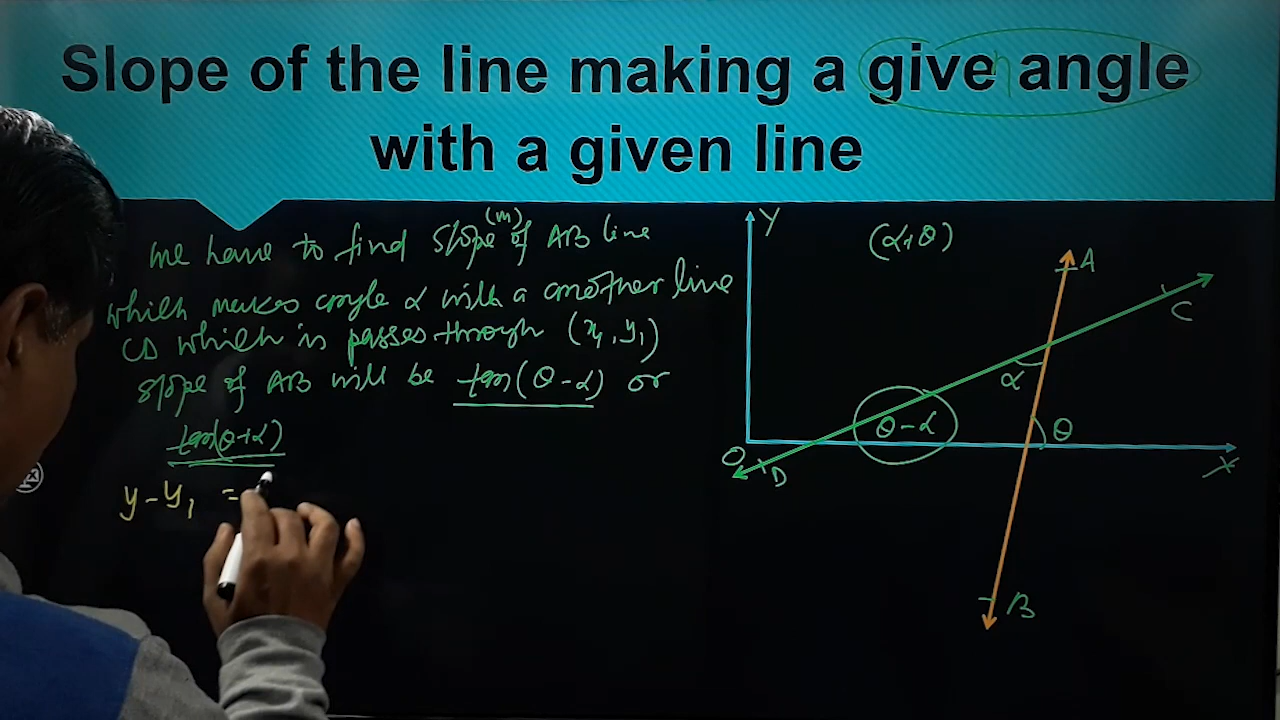 Slope of the line making a given angle
with a given line
we have to find slope (m) of AB line
which makes angle α with a another line
CD which is passes through (x₁, y₁)
slope of AB will be tan(θ-α) or
tan(θ+α)
y - y₁ =
Y
(α, θ)
A
C
α
θ-α
θ
O
D
X
B